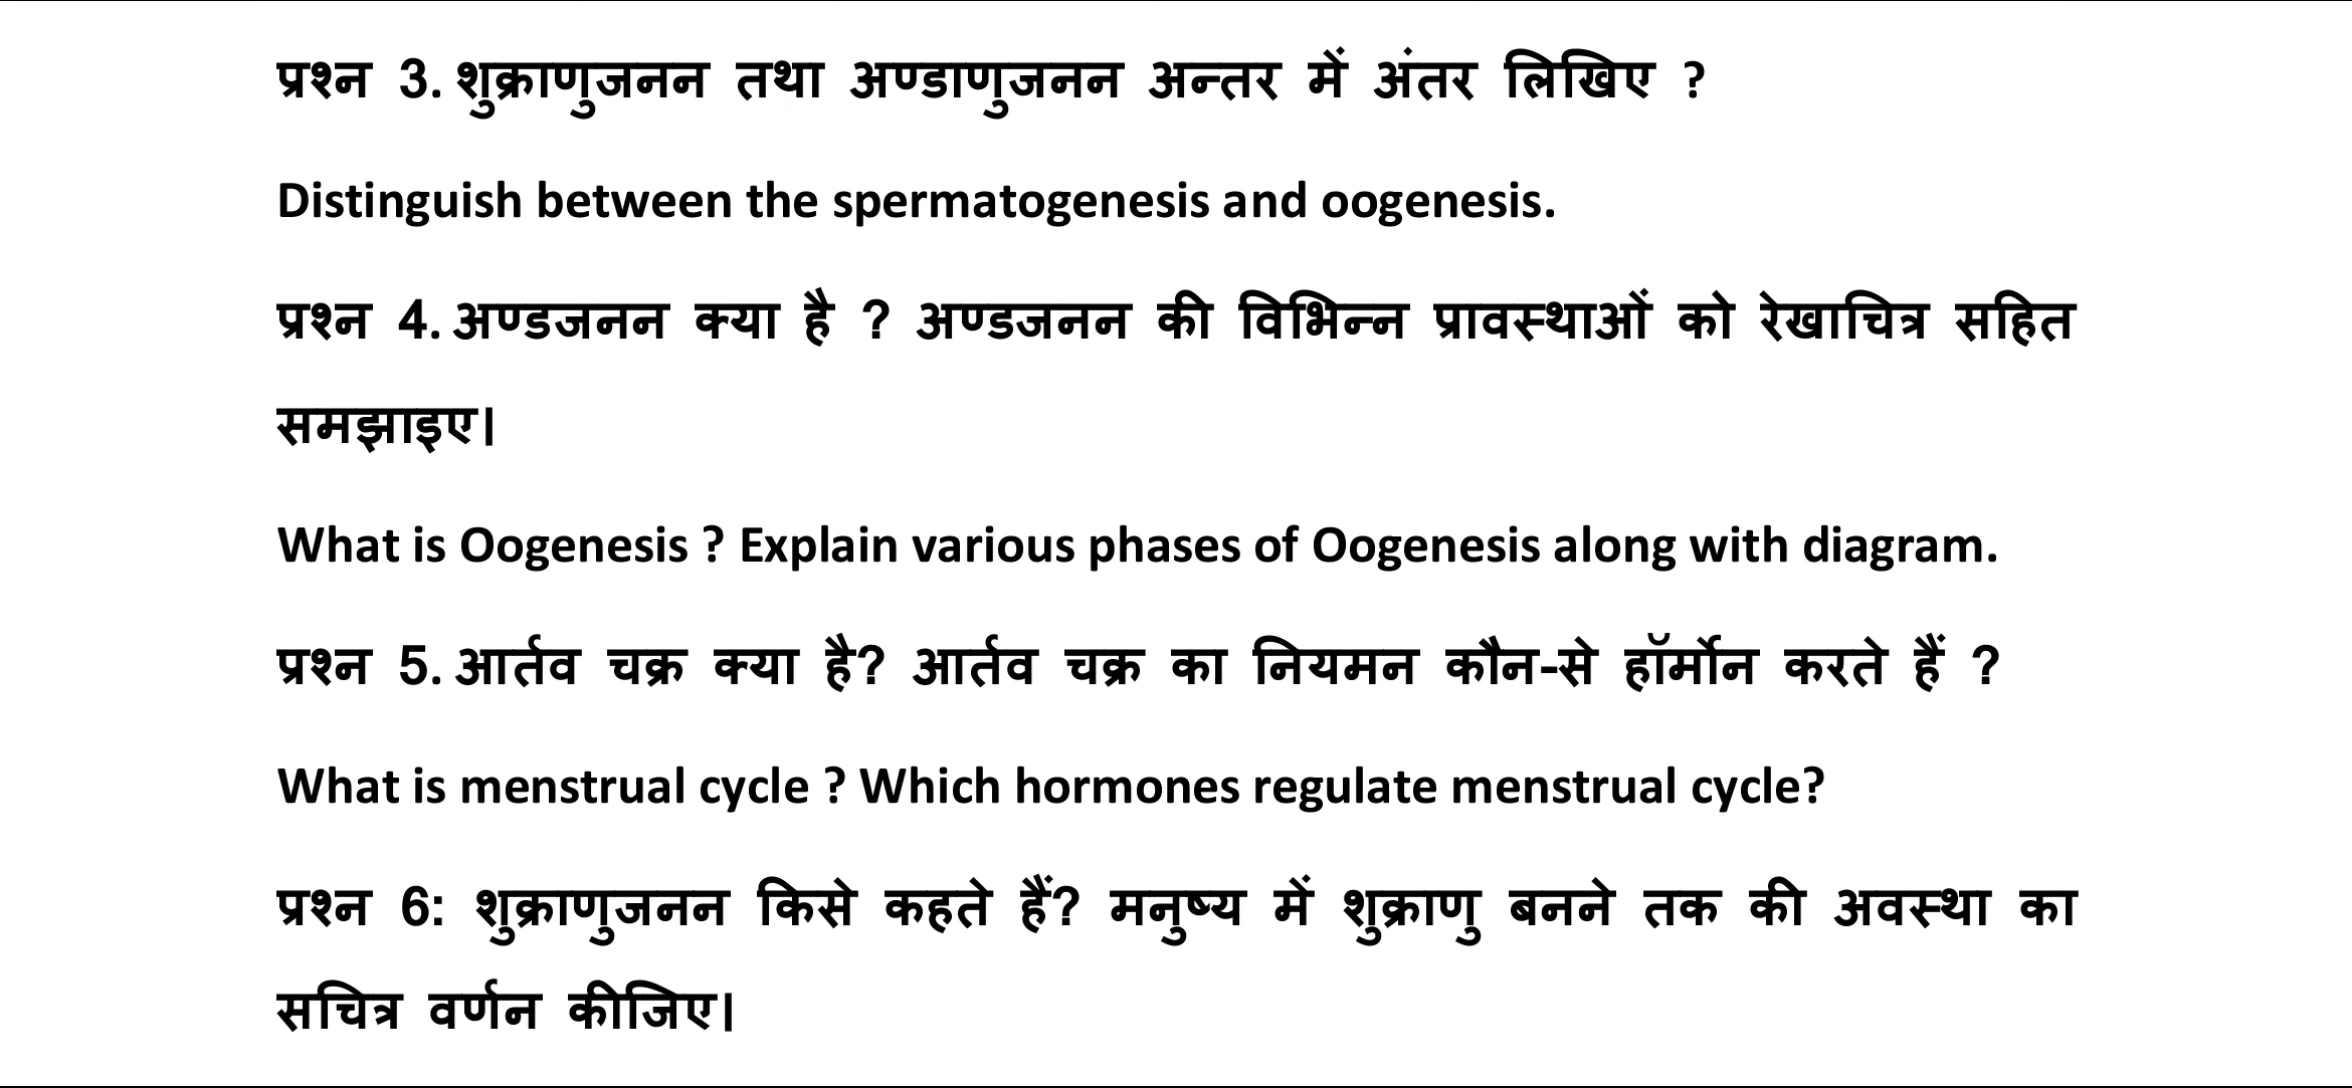 प्रश्न 3. शुक्राणुजनन तथा अण्डाणुजनन अन्तर में अंतर लिखिए ?
Distinguish between the spermatogenesis and oogenesis.
प्रश्न 4. अण्डजनन क्या है ? अण्डजनन की विभिन्न प्रावस्थाओं को रेखाचित्र सहित
समझाइए।
What is Oogenesis ? Explain various phases of Oogenesis along with diagram.
प्रश्न 5. आर्तव चक्र क्या है? आर्तव चक्र का नियमन कौन-से हॉर्मोन करते हैं ?
What is menstrual cycle ? Which hormones regulate menstrual cycle?
प्रश्न 6: शुक्राणुजनन किसे कहते हैं? मनुष्य में शुक्राणु बनने तक की अवस्था का
सचित्र वर्णन कीजिए।